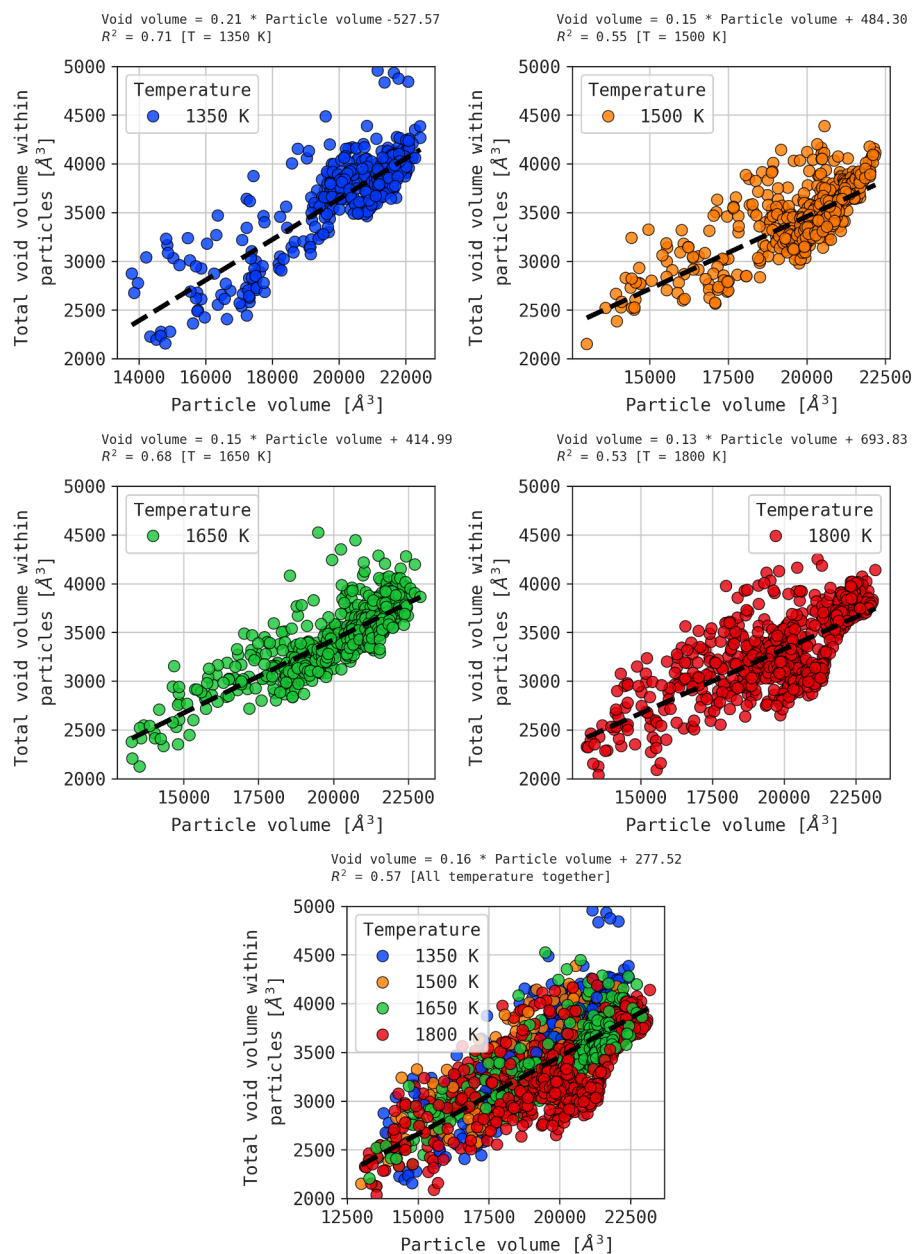 Void volume = 0.21 * Particle volume -527.57
R² = 0.71 [T = 1350 K]
Total void volume within
particles [Å³]
5000
4500
4000
3500
3000
2500
2000
Temperature
1350 K
14000 16000 18000 20000 22000
Particle volume [Å³]
Void volume = 0.15 * Particle volume + 484.30
R² = 0.55 [T = 1500 K]
Total void volume within
particles [Å³]
5000
4500
4000
3500
3000
2500
2000
Temperature
1500 K
15000 17500 20000 22500
Particle volume [Å³]
Void volume = 0.15 * Particle volume + 414.99
R² = 0.68 [T = 1650 K]
Total void volume within
particles [Å³]
5000
4500
4000
3500
3000
2500
2000
Temperature
1650 K
15000 17500 20000 22500
Particle volume [Å³]
Void volume = 0.13 * Particle volume + 693.83
R² = 0.53 [T = 1800 K]
Total void volume within
particles [Å³]
5000
4500
4000
3500
3000
2500
2000
Temperature
1800 K
15000 17500 20000 22500
Particle volume [Å³]
Void volume = 0.16 * Particle volume + 277.52
R² = 0.57 [All temperature together]
Total void volume within
particles [Å³]
5000
4500
4000
3500
3000
2500
2000
Temperature
1350 K
1500 K
1650 K
1800 K
12500 15000 17500 20000 22500
Particle volume [Å³]